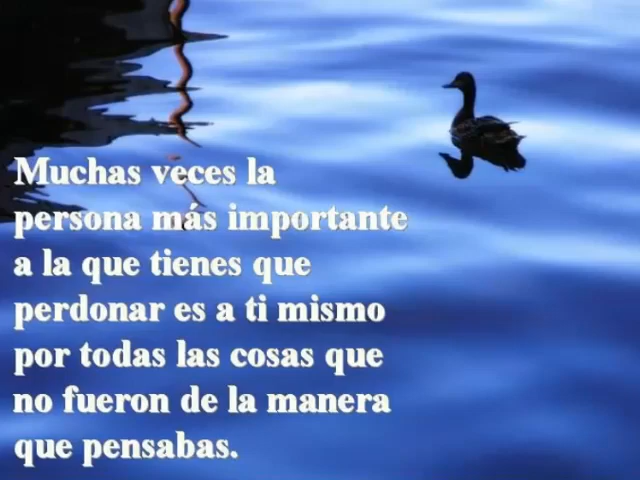 Muchas veces la
persona más importante
a la que tienes que
perdonar es a ti mismo
por todas las cosas que
no fueron de la manera
que pensabas.